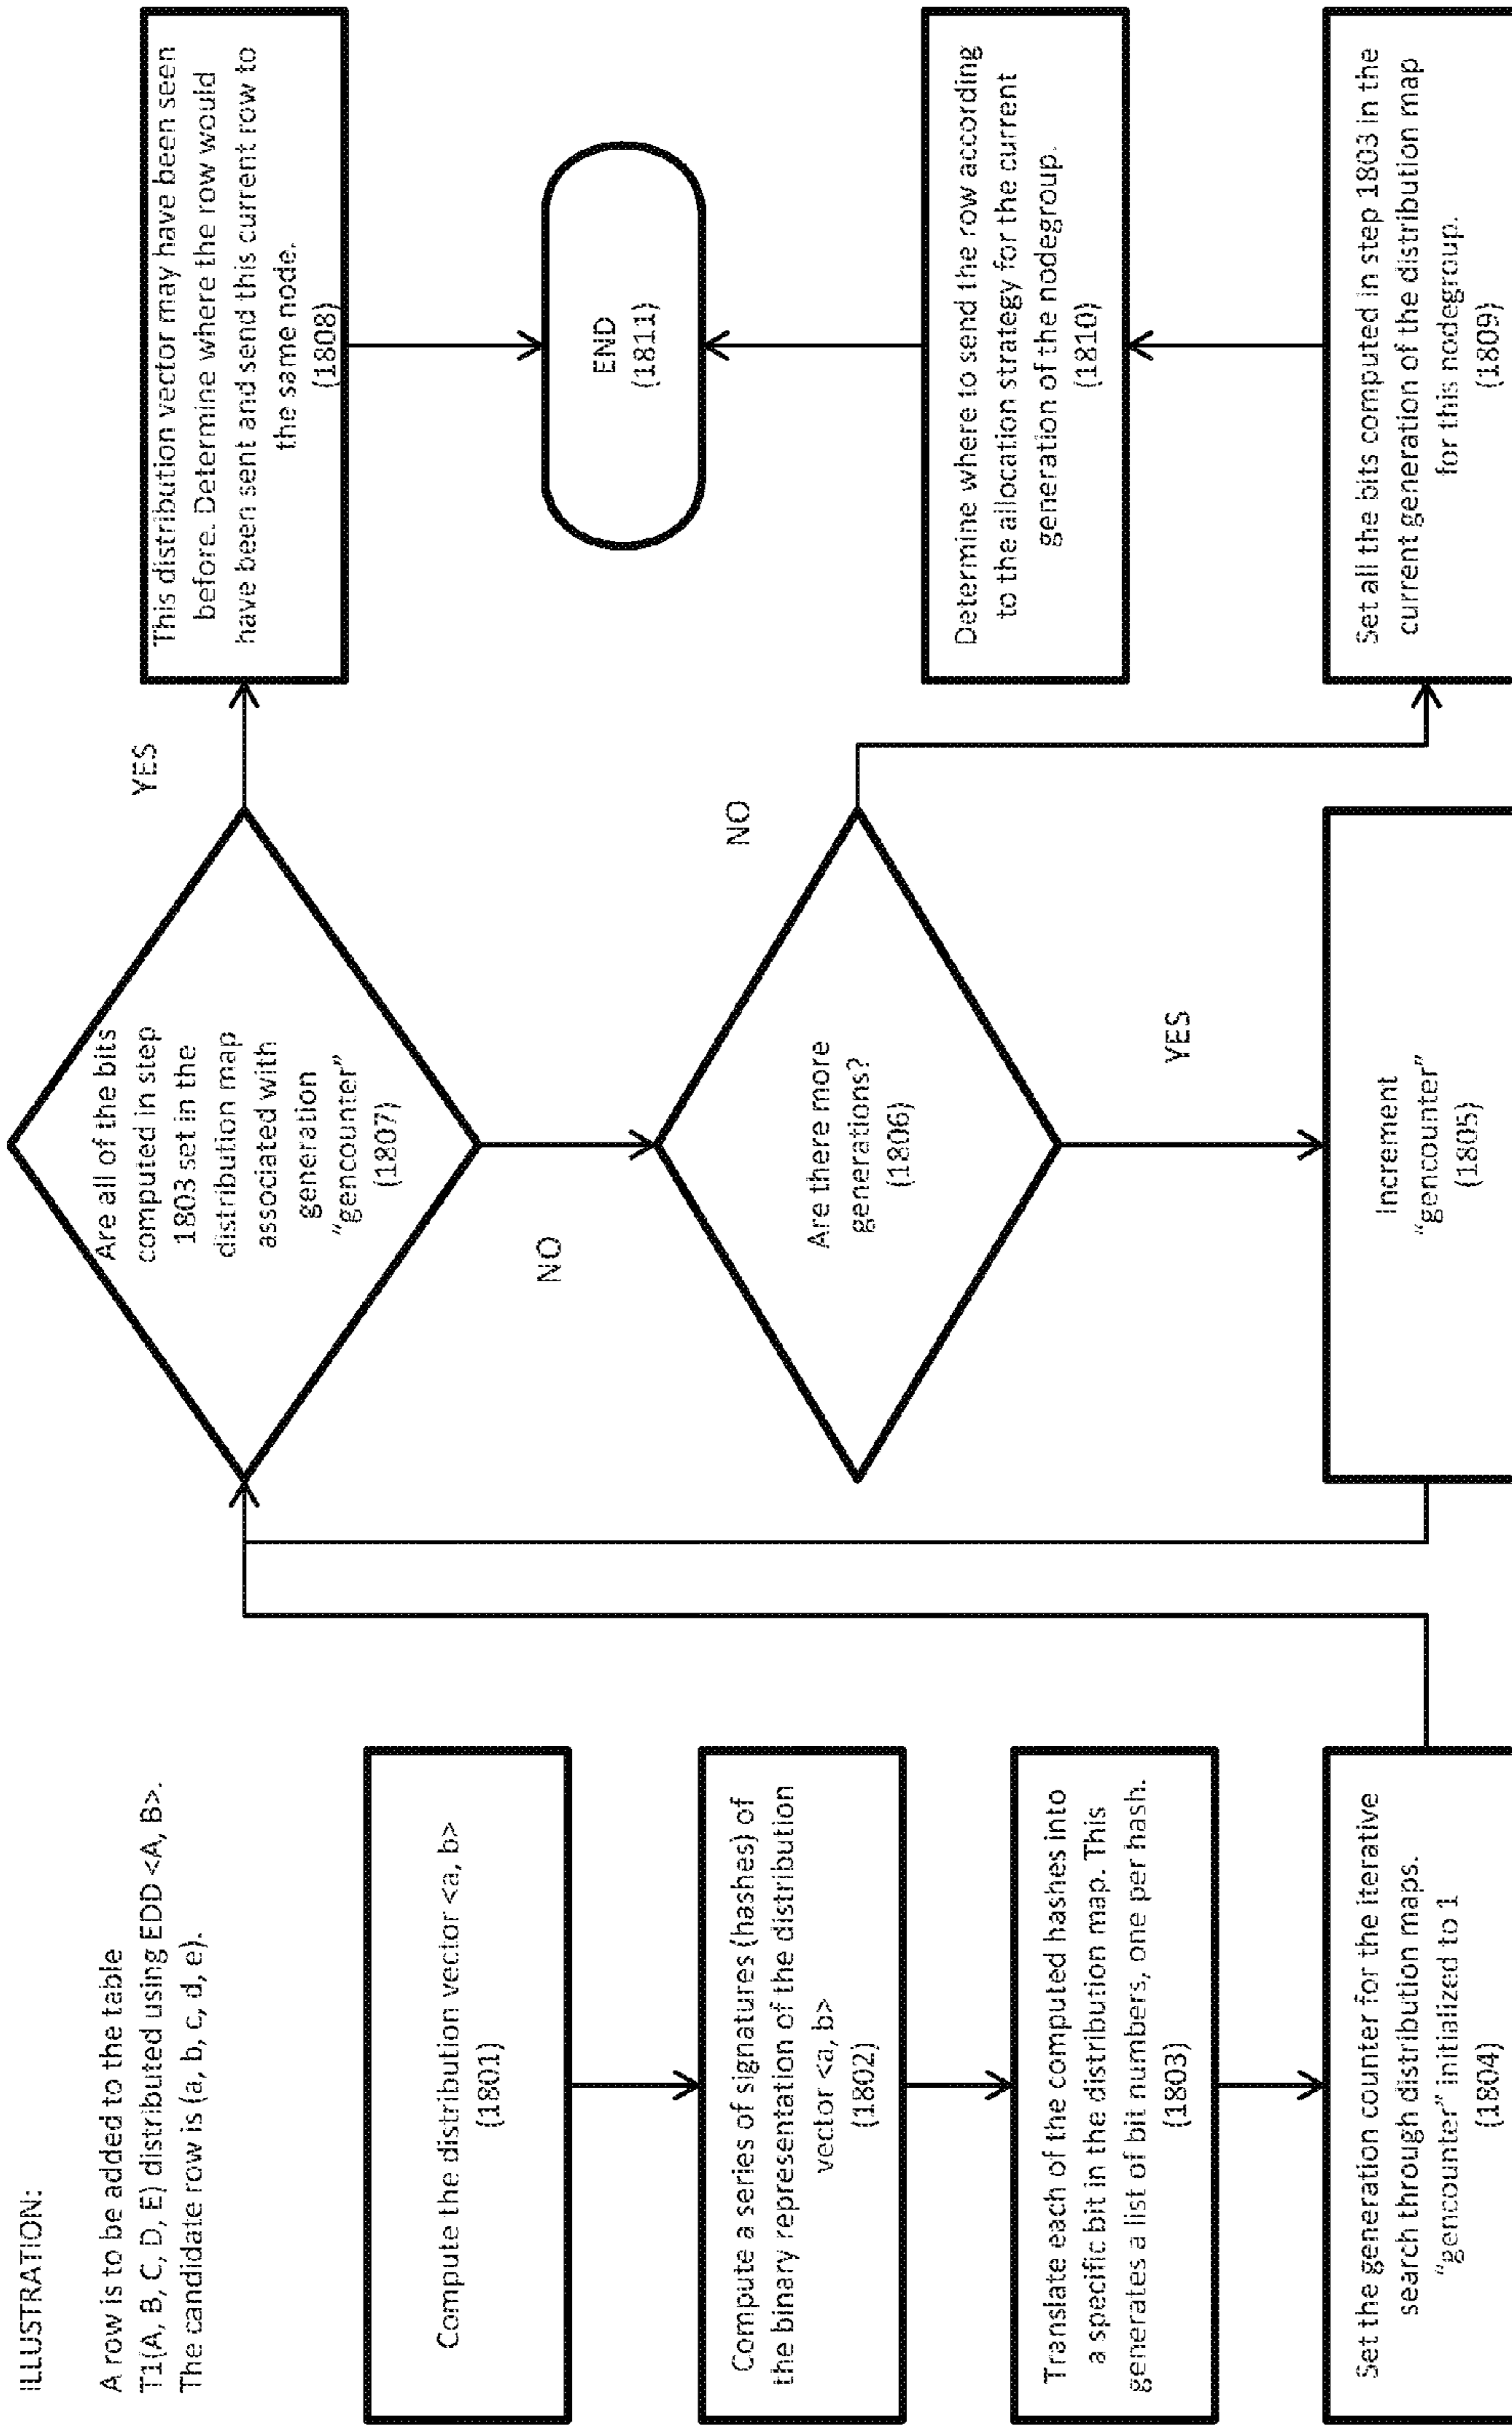 ILLUSTRATION:
A row is to be added to the table
T1(A, B, C, D, E) distributed using EDD <A, B>.
The candidate row is (a, b, c, d, e).
Compute the distribution vector <a, b>
(1801)
Compute a series of signatures (hashes) of
the binary representation of the distribution
vector <a, b>
(1802)
Translate each of the computed hashes into
a specific bit in the distribution map. This
generates a list of bit numbers, one per hash.
(1803)
Set the generation counter for the iterative
search through distribution maps.
"gencounter" initialized to 1
(1804)
Are all of the bits
computed in step
1803 set in the
distribution map
associated with
generation
"gencounter"
(1807)
YES
NO
Are there more
generations?
(1806)
NO
YES
Increment
"gencounter"
(1805)
This distribution vector may have been seen
before. Determine where the row would
have been sent and send this current row to
the same node.
(1808)
END
(1811)
Determine where to send the row according
to the allocation strategy for the current
generation of the nodegroup.
(1810)
Set all the bits computed in step 1803 in the
current generation of the distribution map
for this nodegroup.
(1809)